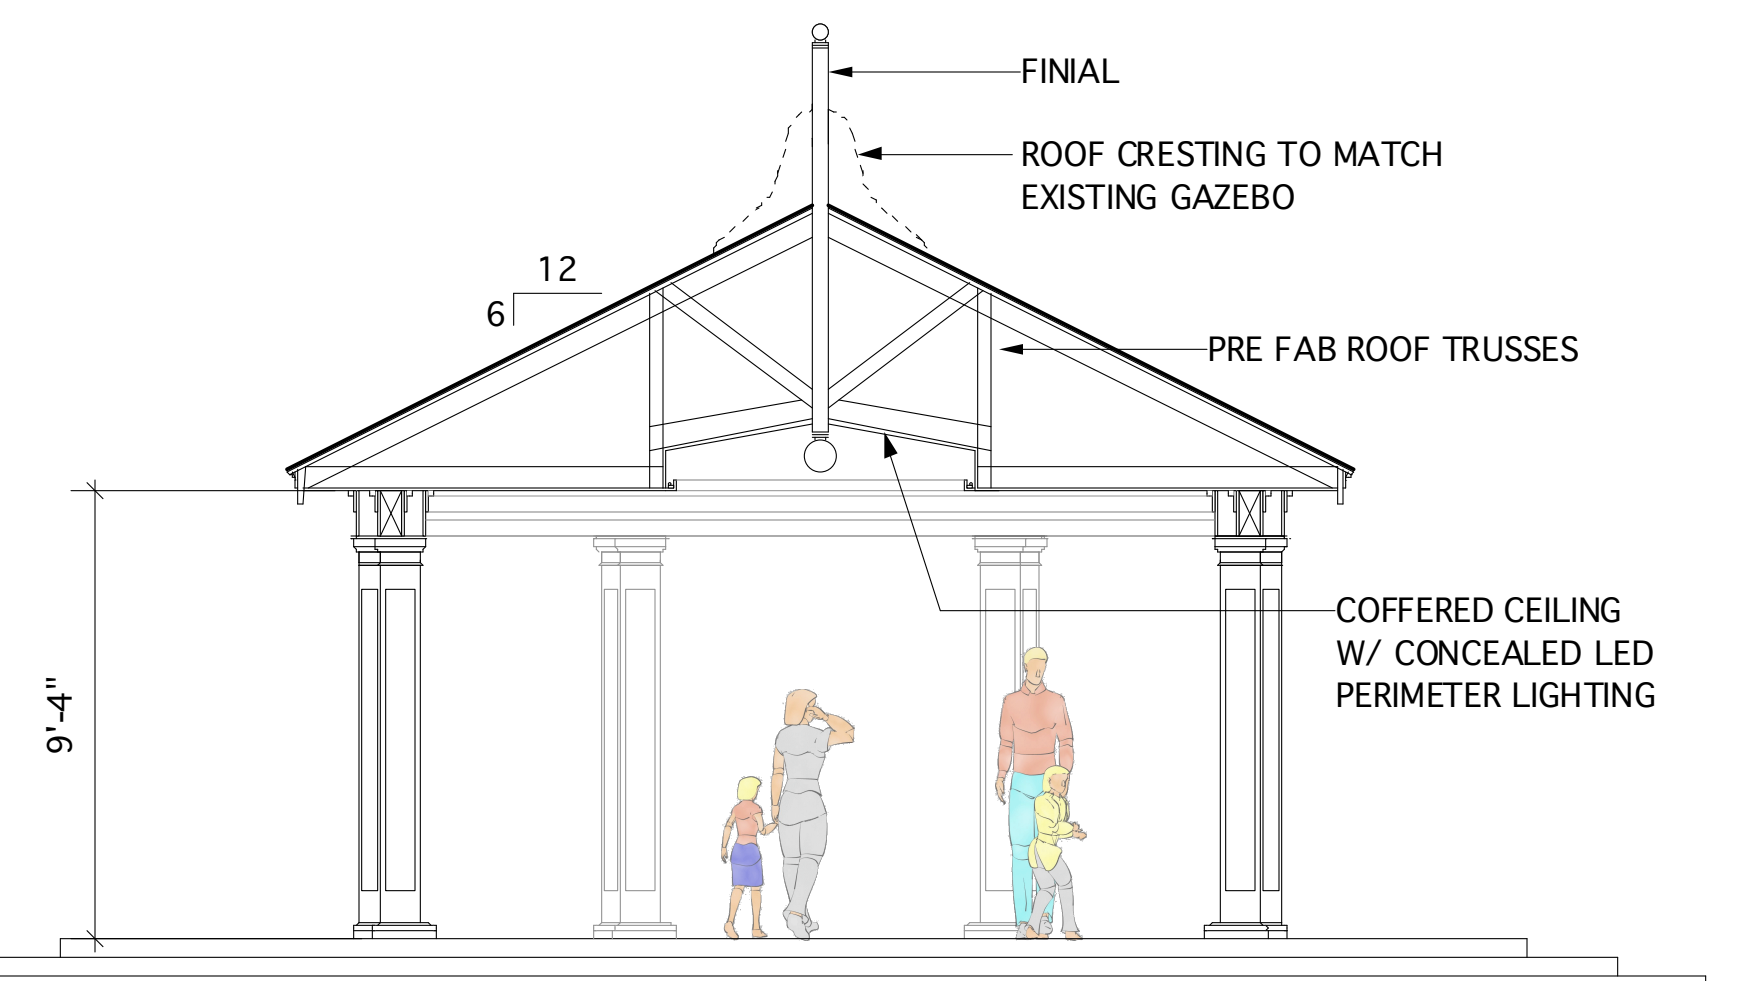 FINIAL
ROOF CRESTING TO MATCH
EXISTING GAZEBO
12
6
PRE FAB ROOF TRUSSES
COFFERED CEILING
W/ CONCEALED LED
PERIMETER LIGHTING
9'-4"